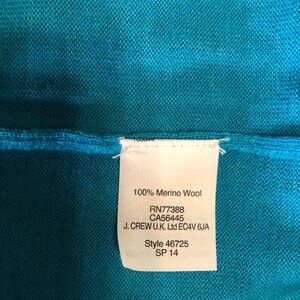 100% Merino Wool
RN77388
CA56445
J. CREW U.K. Ltd EC4V 6JA
Style 46725
SP 14